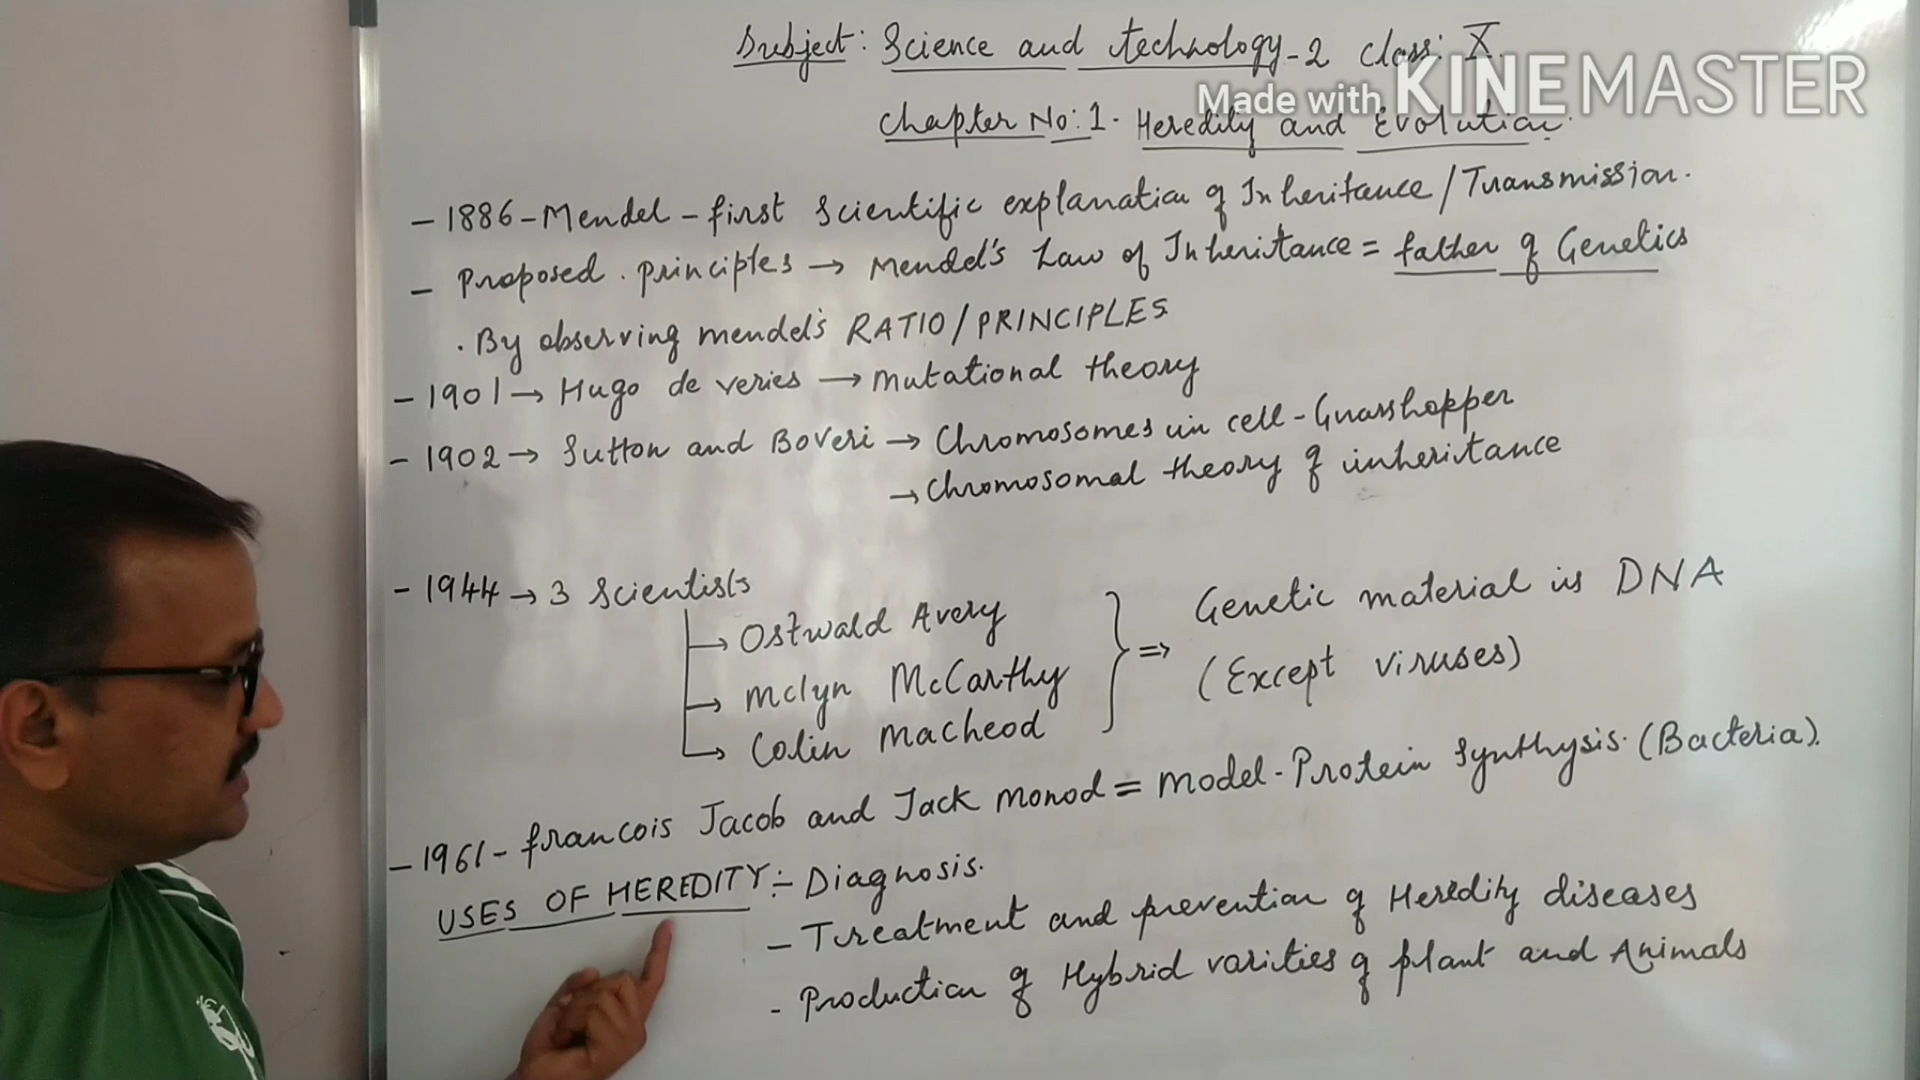 Subject: Science and technology-2 Class: X.
Made with KINEMASTER
Chapter No: 1. Heredity and Evolution.
- 1886 - Mendel - first scientific explanation of Inheritance / Transmission.
- Proposed principles → Mendel's Law of Inheritance = father of Genetics
. By observing mendel's RATIO/PRINCIPLES
- 1901 → Hugo de veries → Mutational theory
- 1902 → Sutton and Boveri → Chromosomes in cell - Grasshopper
→ Chromosomal theory of inheritance
- 1944 → 3 Scientists
→ Ostwald Avery
→ Mclyn McCarthy
→ Colin Macheod
} ⇒ Genetic material is DNA
(Except viruses)
- 1961 - francois Jacob and Jack Monod = Model - Protein Synthysis. (Bacteria).
USES OF HEREDITY :- Diagnosis.
- Treatment and prevention of Heredity diseases
- Production of Hybrid varities of plant and Animals